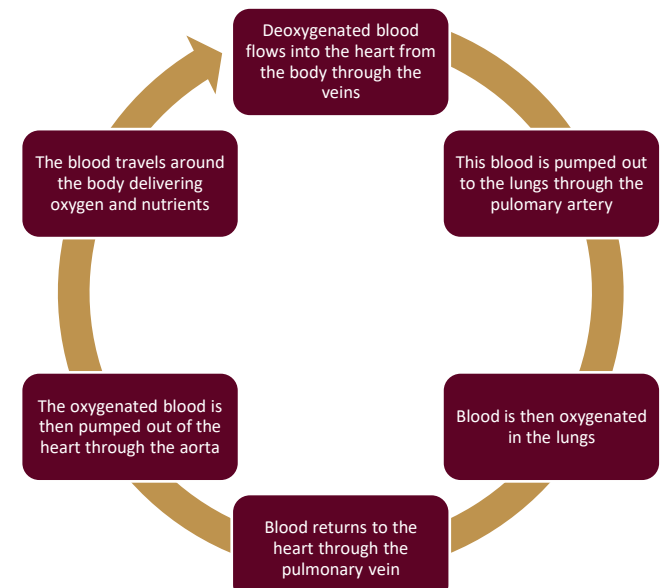 Deoxygenated blood
flows into the heart from
the body through the
veins
This blood is pumped out
to the lungs through the
pulomary artery
Blood is then oxygenated
in the lungs
Blood returns to the
heart through the
pulmonary vein
The oxygenated blood is
then pumped out of the
heart through the aorta
The blood travels around
the body delivering
oxygen and nutrients